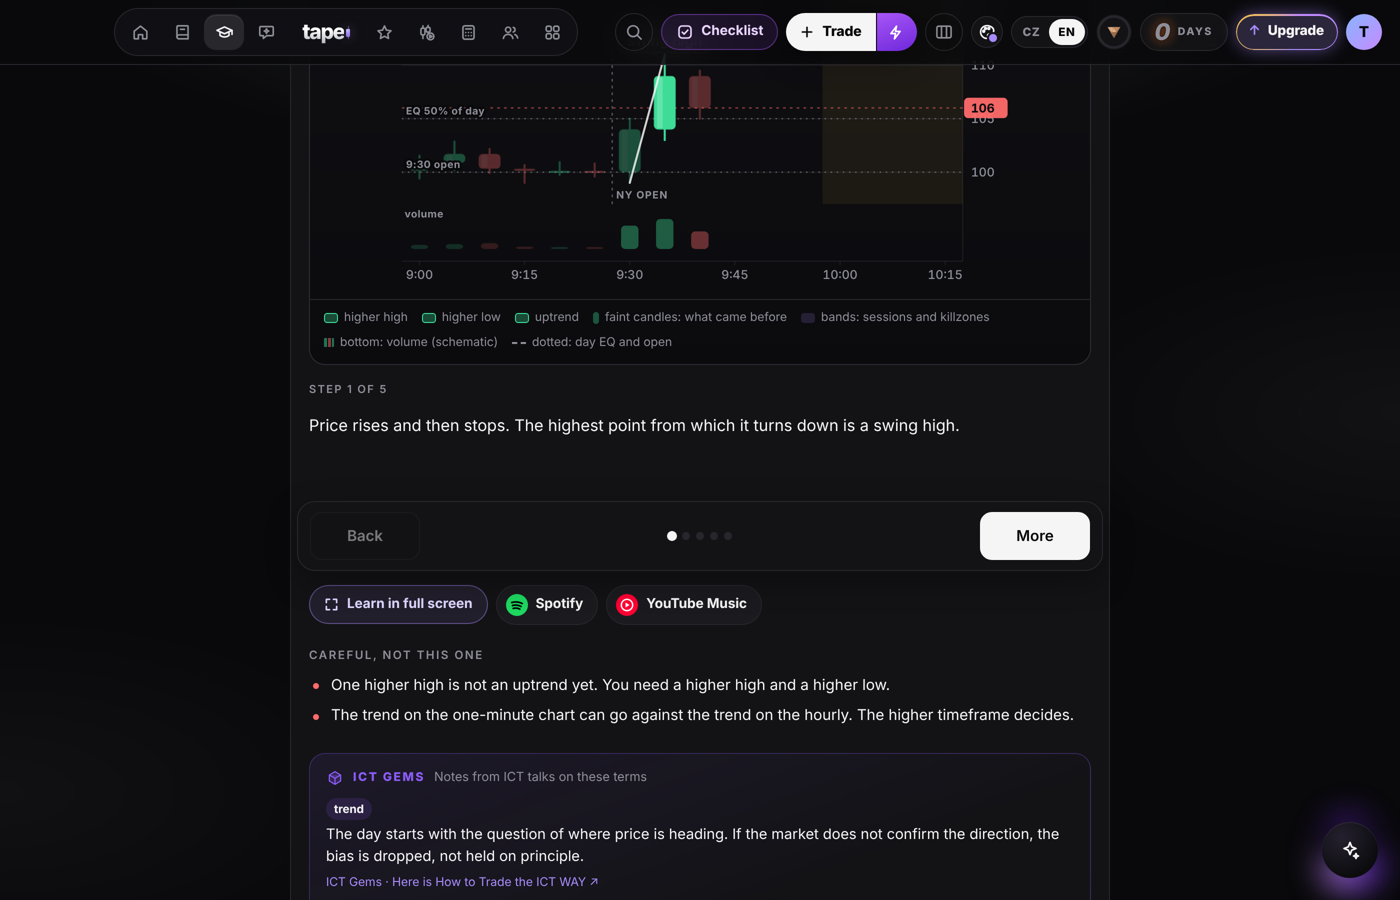 tape
Checklist
+ Trade
CZ EN
0 DAYS
Upgrade
T
110
EQ 50% of day
106
105
9:30 open
100
NY OPEN
volume
9:00 9:15 9:30 9:45 10:00 10:15
higher high higher low uptrend faint candles: what came before bands: sessions and killzones
bottom: volume (schematic) dotted: day EQ and open
STEP 1 OF 5
Price rises and then stops. The highest point from which it turns down is a swing high.
Back More
Learn in full screen Spotify YouTube Music
CAREFUL, NOT THIS ONE
One higher high is not an uptrend yet. You need a higher high and a higher low.
The trend on the one-minute chart can go against the trend on the hourly. The higher timeframe decides.
ICT GEMS Notes from ICT talks on these terms
trend
The day starts with the question of where price is heading. If the market does not confirm the direction, the
bias is dropped, not held on principle.
ICT Gems · Here is How to Trade the ICT WAY ↗